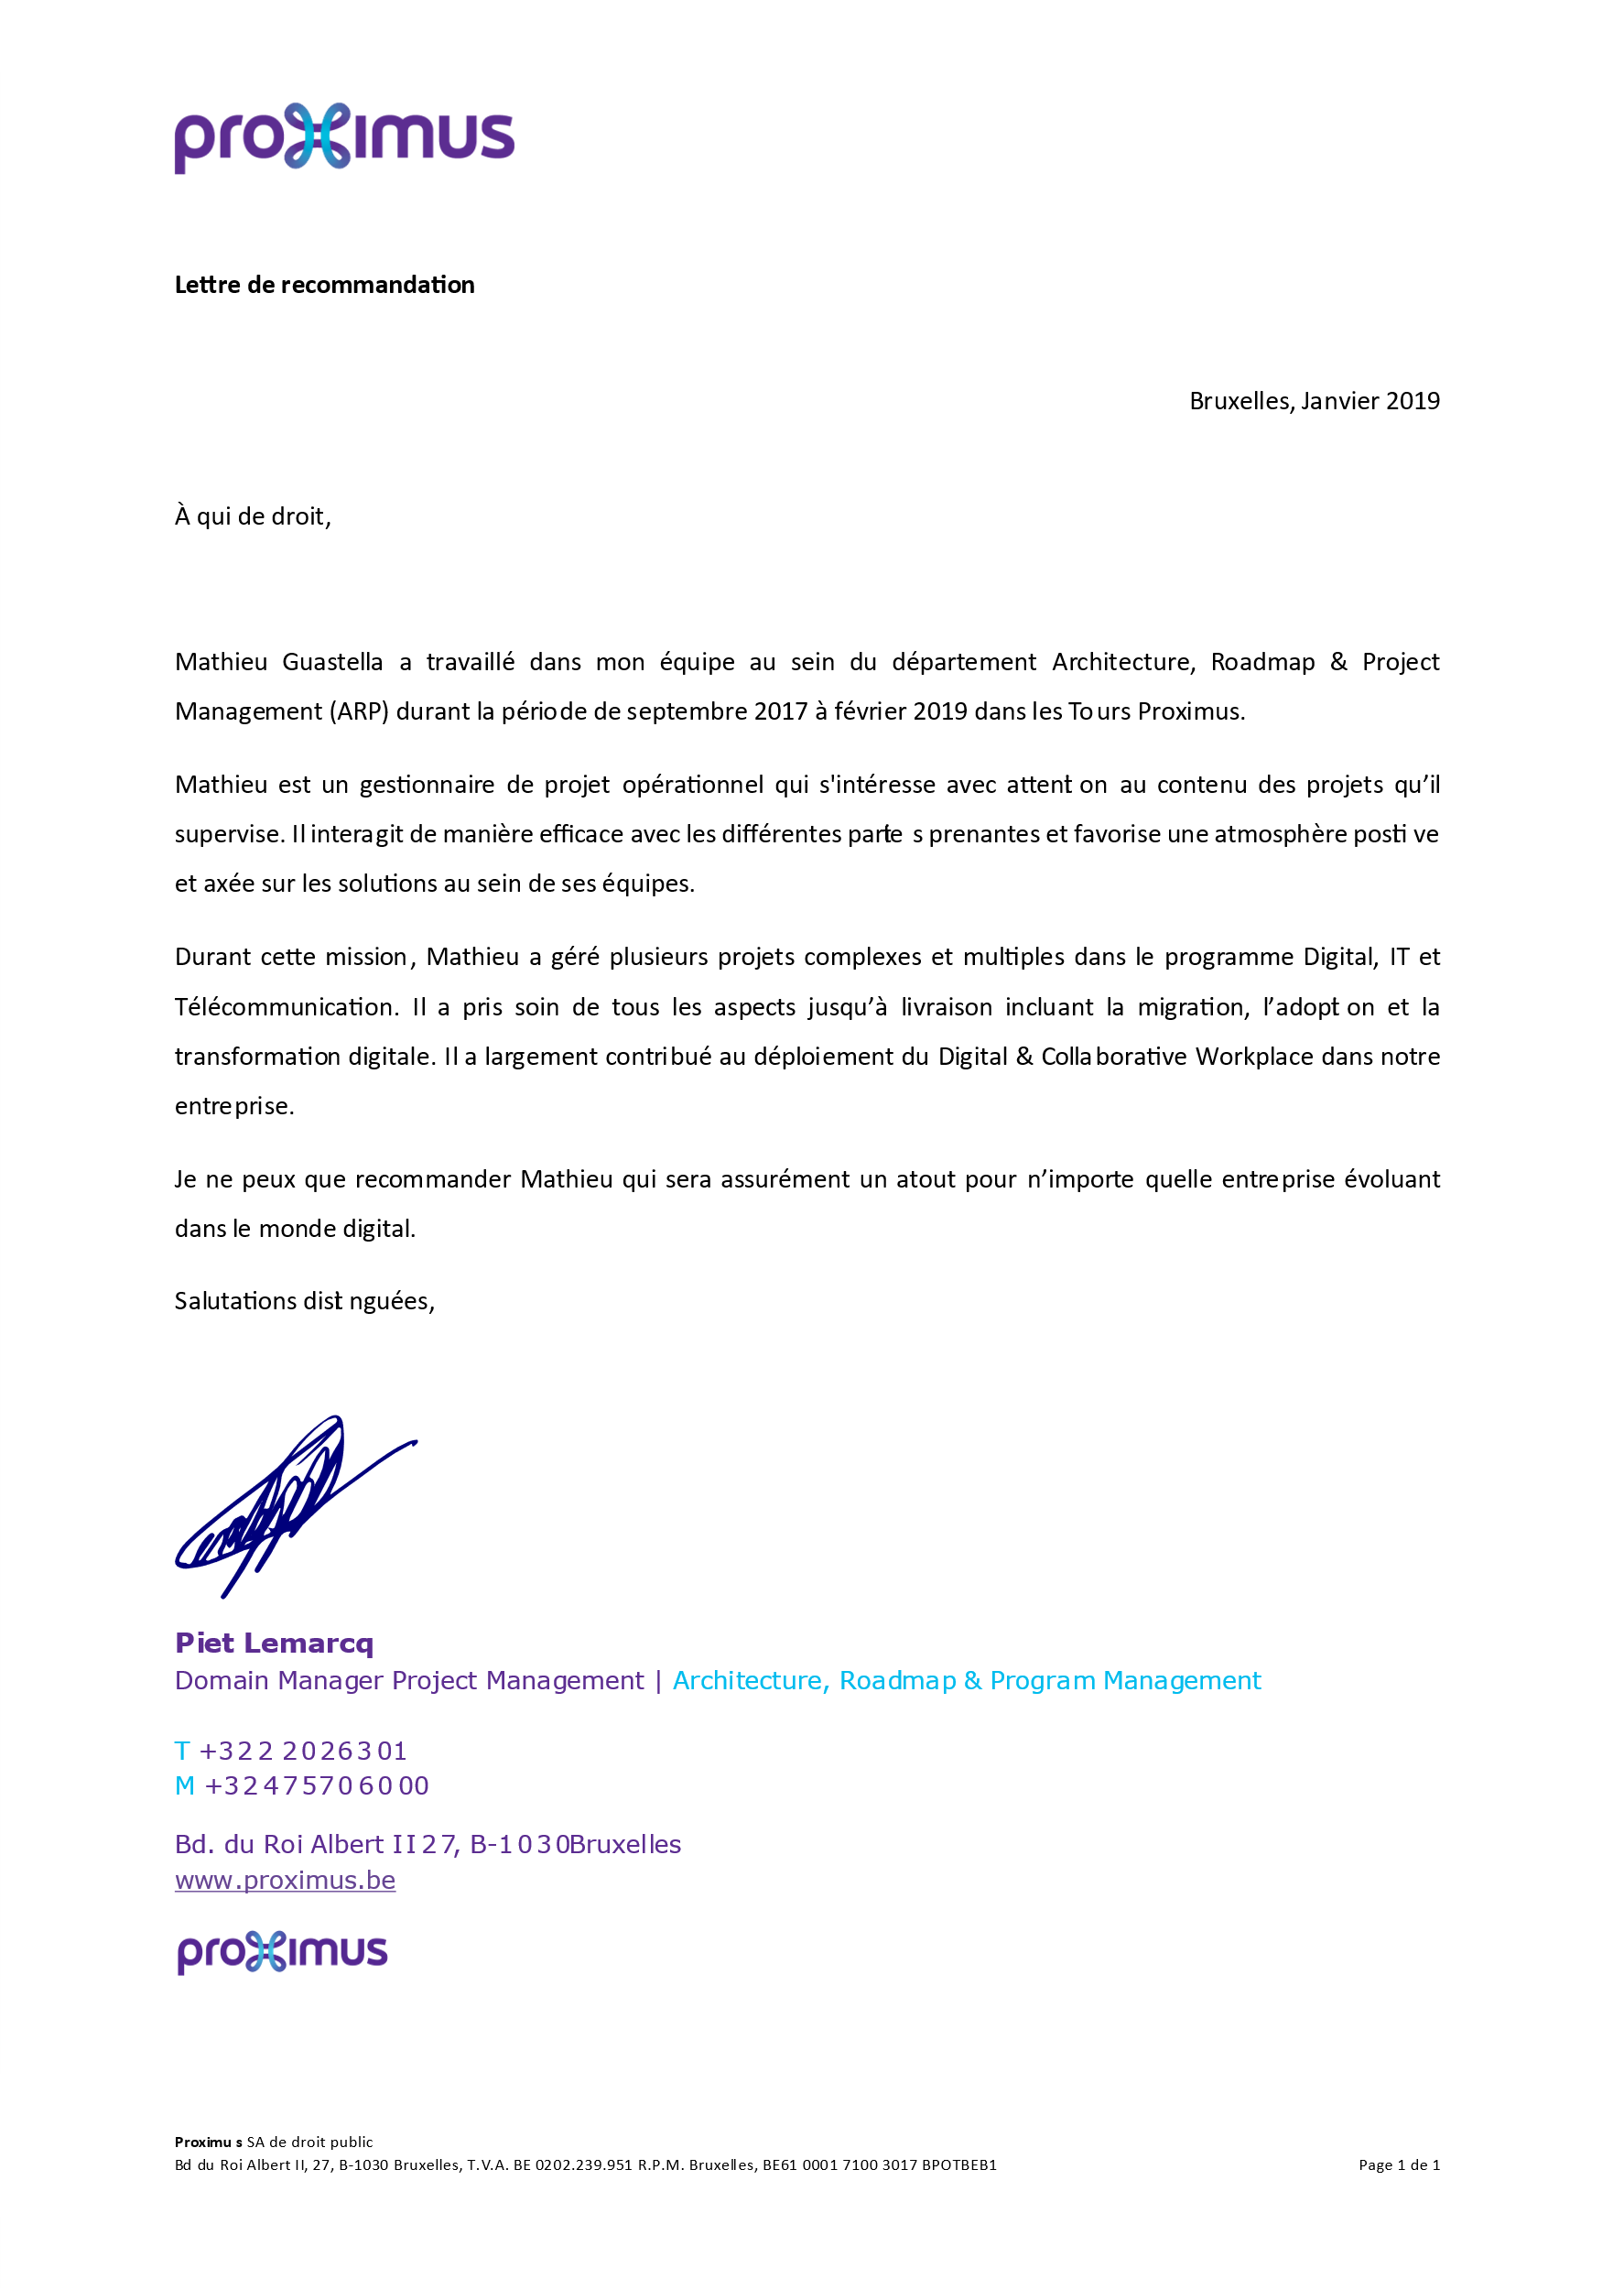 proximus
Lettre de recommandation
Bruxelles, Janvier 2019
À qui de droit,
Mathieu Guastella a travaillé dans mon équipe au sein du département Architecture, Roadmap & Project
Management (ARP) durant la période de septembre 2017 à février 2019 dans les Tours Proximus.
Mathieu est un gestionnaire de projet opérationnel qui s'intéresse avec attention au contenu des projets qu’il
supervise. Il interagit de manière efficace avec les différentes parties prenantes et favorise une atmosphère positive
et axée sur les solutions au sein de ses équipes.
Durant cette mission, Mathieu a géré plusieurs projets complexes et multiples dans le programme Digital, IT et
Télécommunication. Il a pris soin de tous les aspects jusqu’à livraison incluant la migration, l’adoption et la
transformation digitale. Il a largement contribué au déploiement du Digital & Collaborative Workplace dans notre
entreprise.
Je ne peux que recommander Mathieu qui sera assurément un atout pour n’importe quelle entreprise évoluant
dans le monde digital.
Salutations distinguées,
Piet Lemarcq
Domain Manager Project Management | Architecture, Roadmap & Program Management
T +322 2026301
M +32475706000
Bd. du Roi Albert II 27, B-1030Bruxelles
www.proximus.be
proximus
Proximus SA de droit public
Bd du Roi Albert II, 27, B-1030 Bruxelles, T.V.A. BE 0202.239.951 R.P.M. Bruxelles, BE61 0001 7100 3017 BPOTBEB1 Page 1 de 1